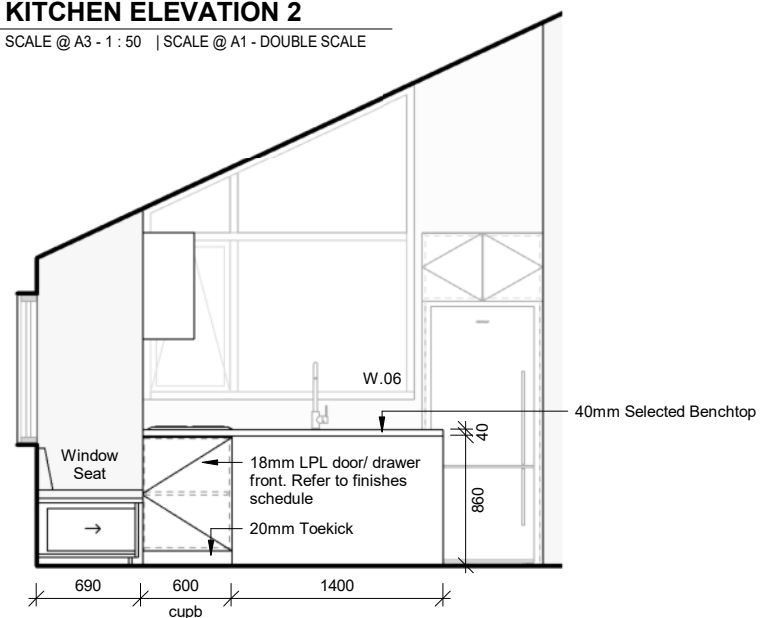 KITCHEN ELEVATION 2
SCALE @ A3 - 1 : 50 | SCALE @ A1 - DOUBLE SCALE
W.06
40mm Selected Benchtop
40
Window
Seat
18mm LPL door/ drawer
front. Refer to finishes
schedule
860
20mm Toekick
690
600
1400
cupb